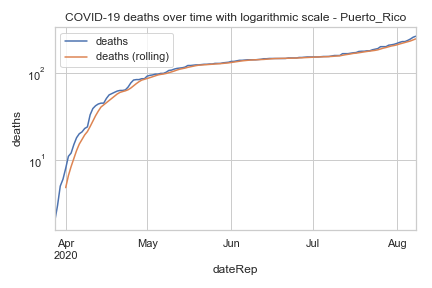 COVID-19 deaths over time with logarithmic scale - Puerto_Rico
deaths
deaths (rolling)
10²
10¹
deaths
Apr
2020
May
Jun
Jul
Aug
dateRep